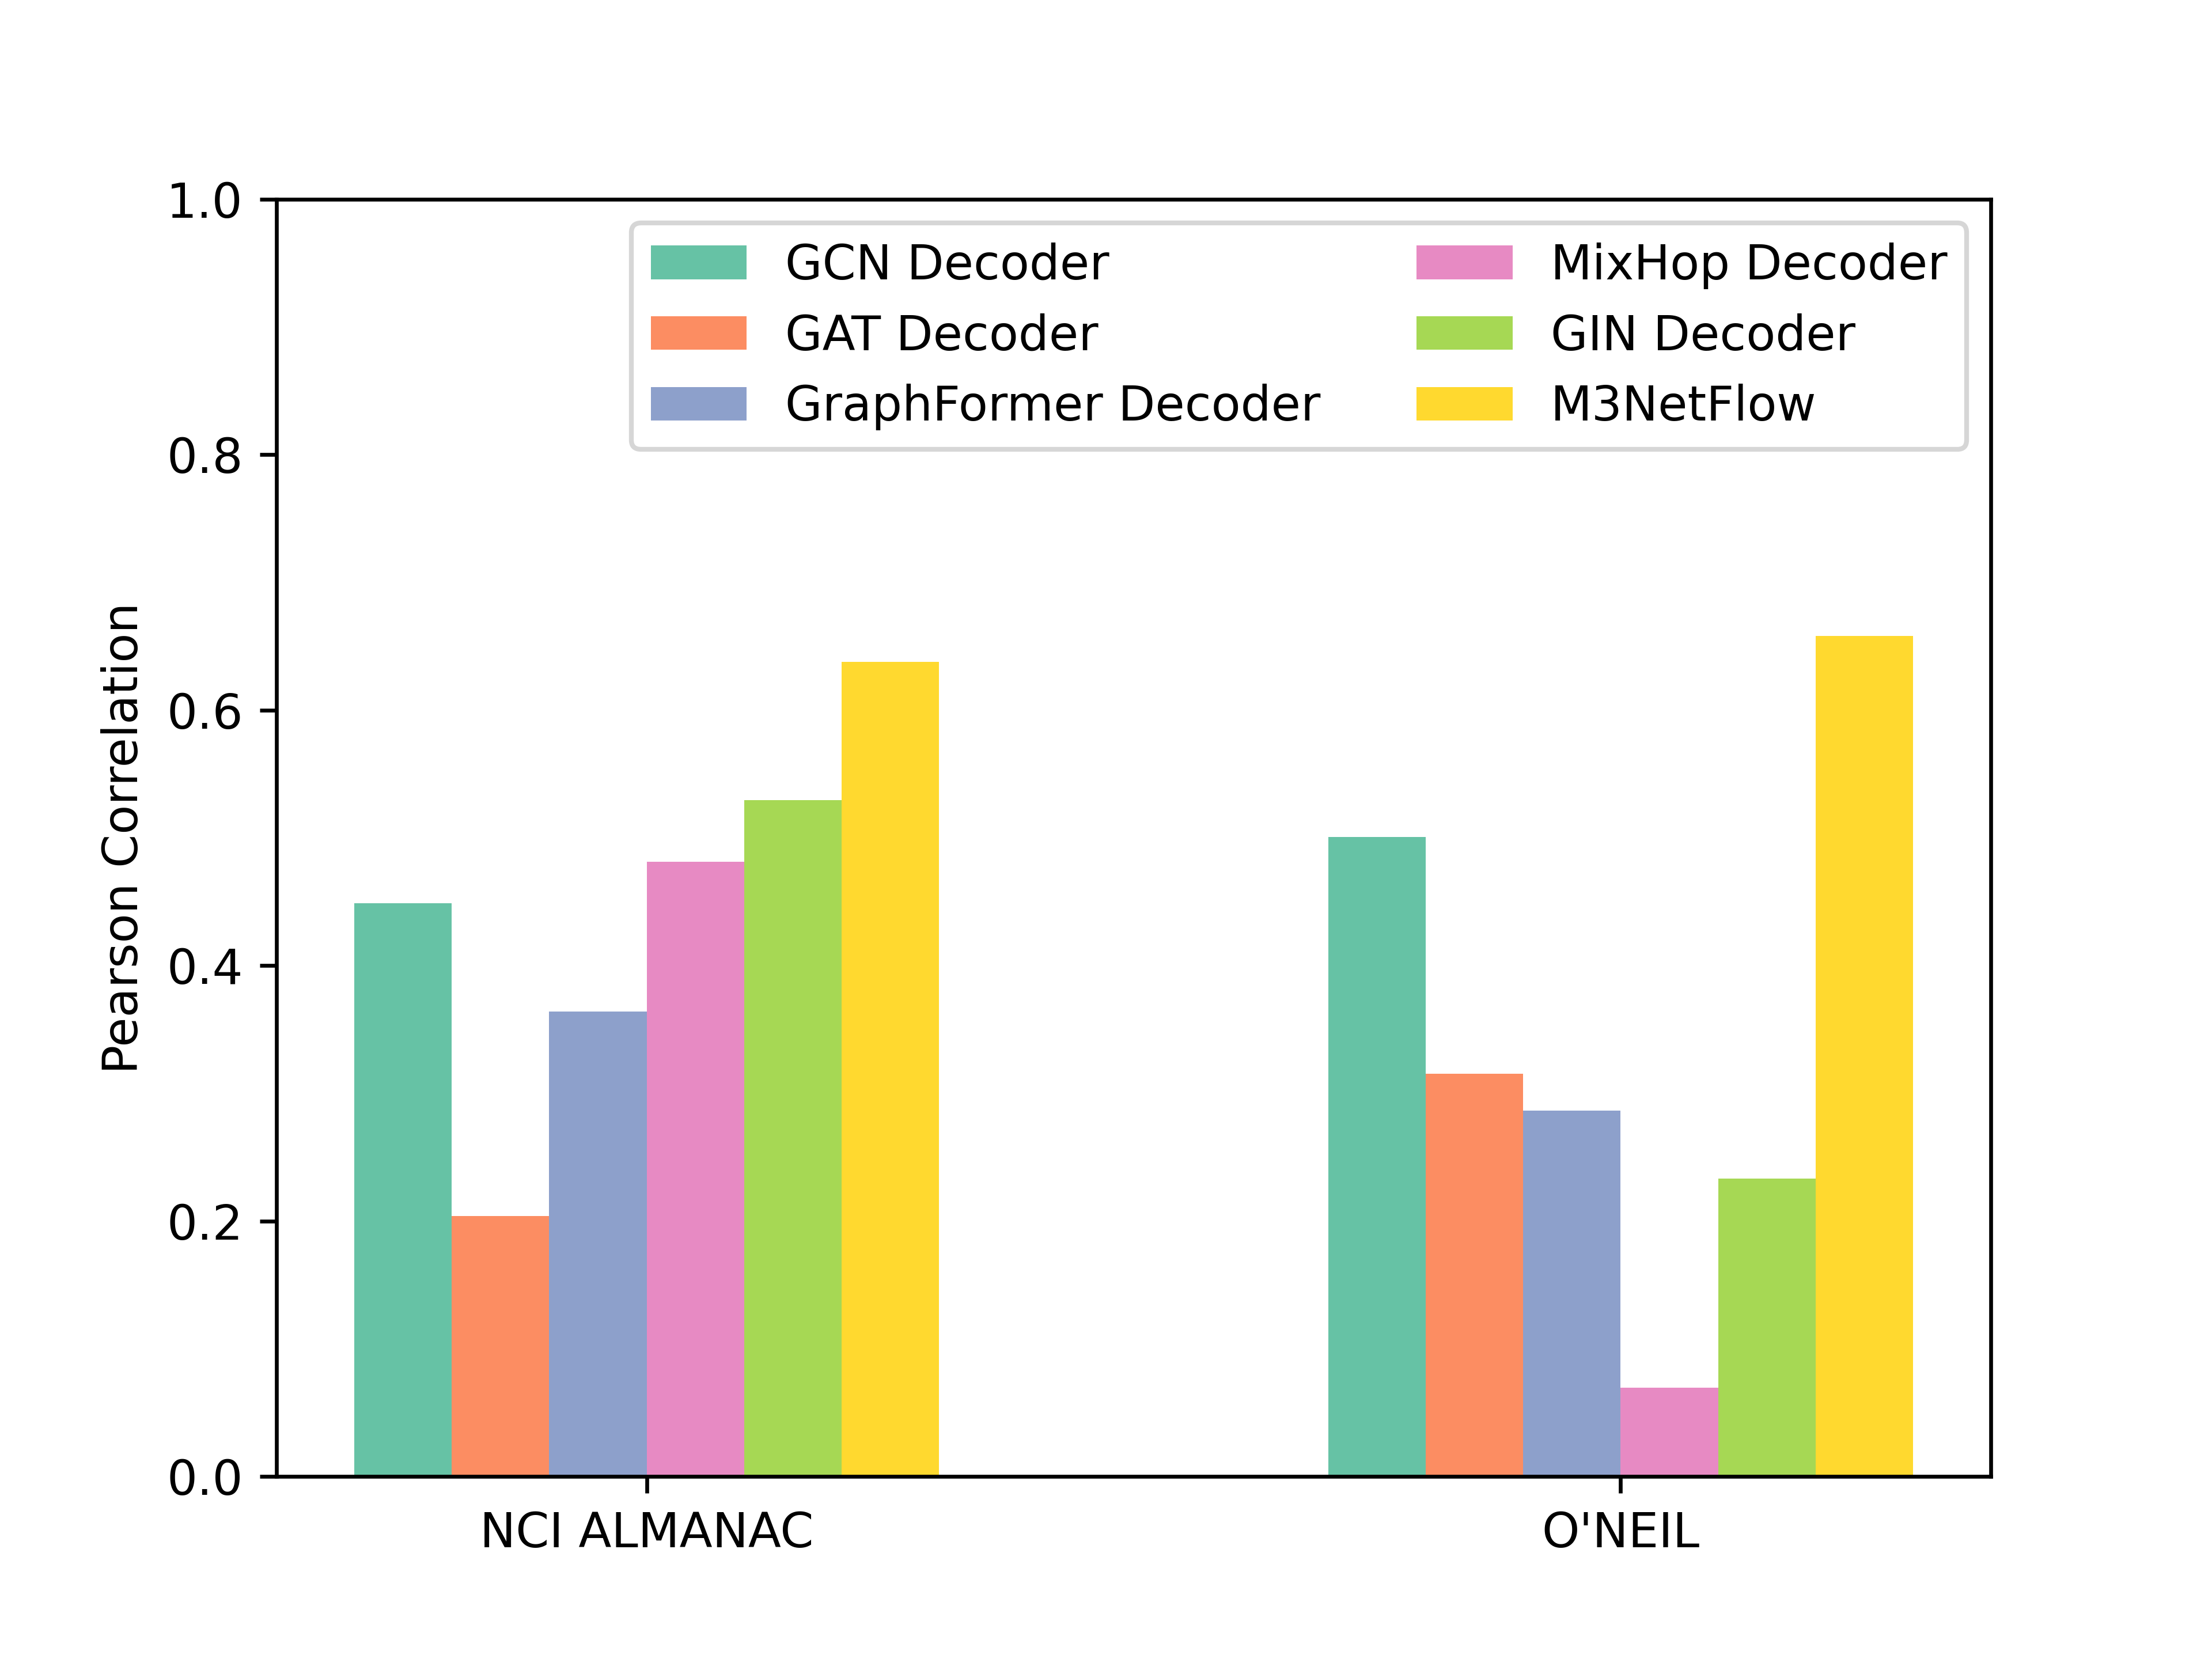 1.0
0.8
0.6
0.4
0.2
0.0
Pearson Correlation
GCN Decoder
GAT Decoder
GraphFormer Decoder
MixHop Decoder
GIN Decoder
M3NetFlow
NCI ALMANAC
O'NEIL